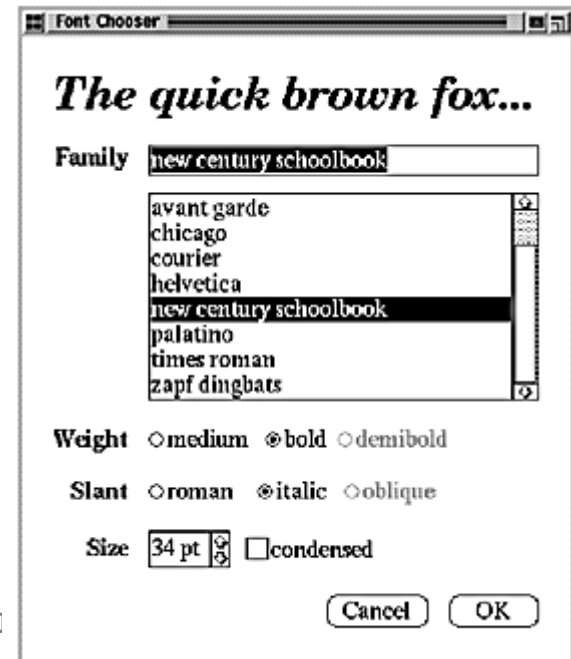 Font Chooser
The quick brown fox...
Family new century schoolbook
avant garde
chicago
courier
helvetica
new century schoolbook
palatino
times roman
zapf dingbats
Weight medium bold demibold
Slant roman italic oblique
Size 34 pt condensed
Cancel OK